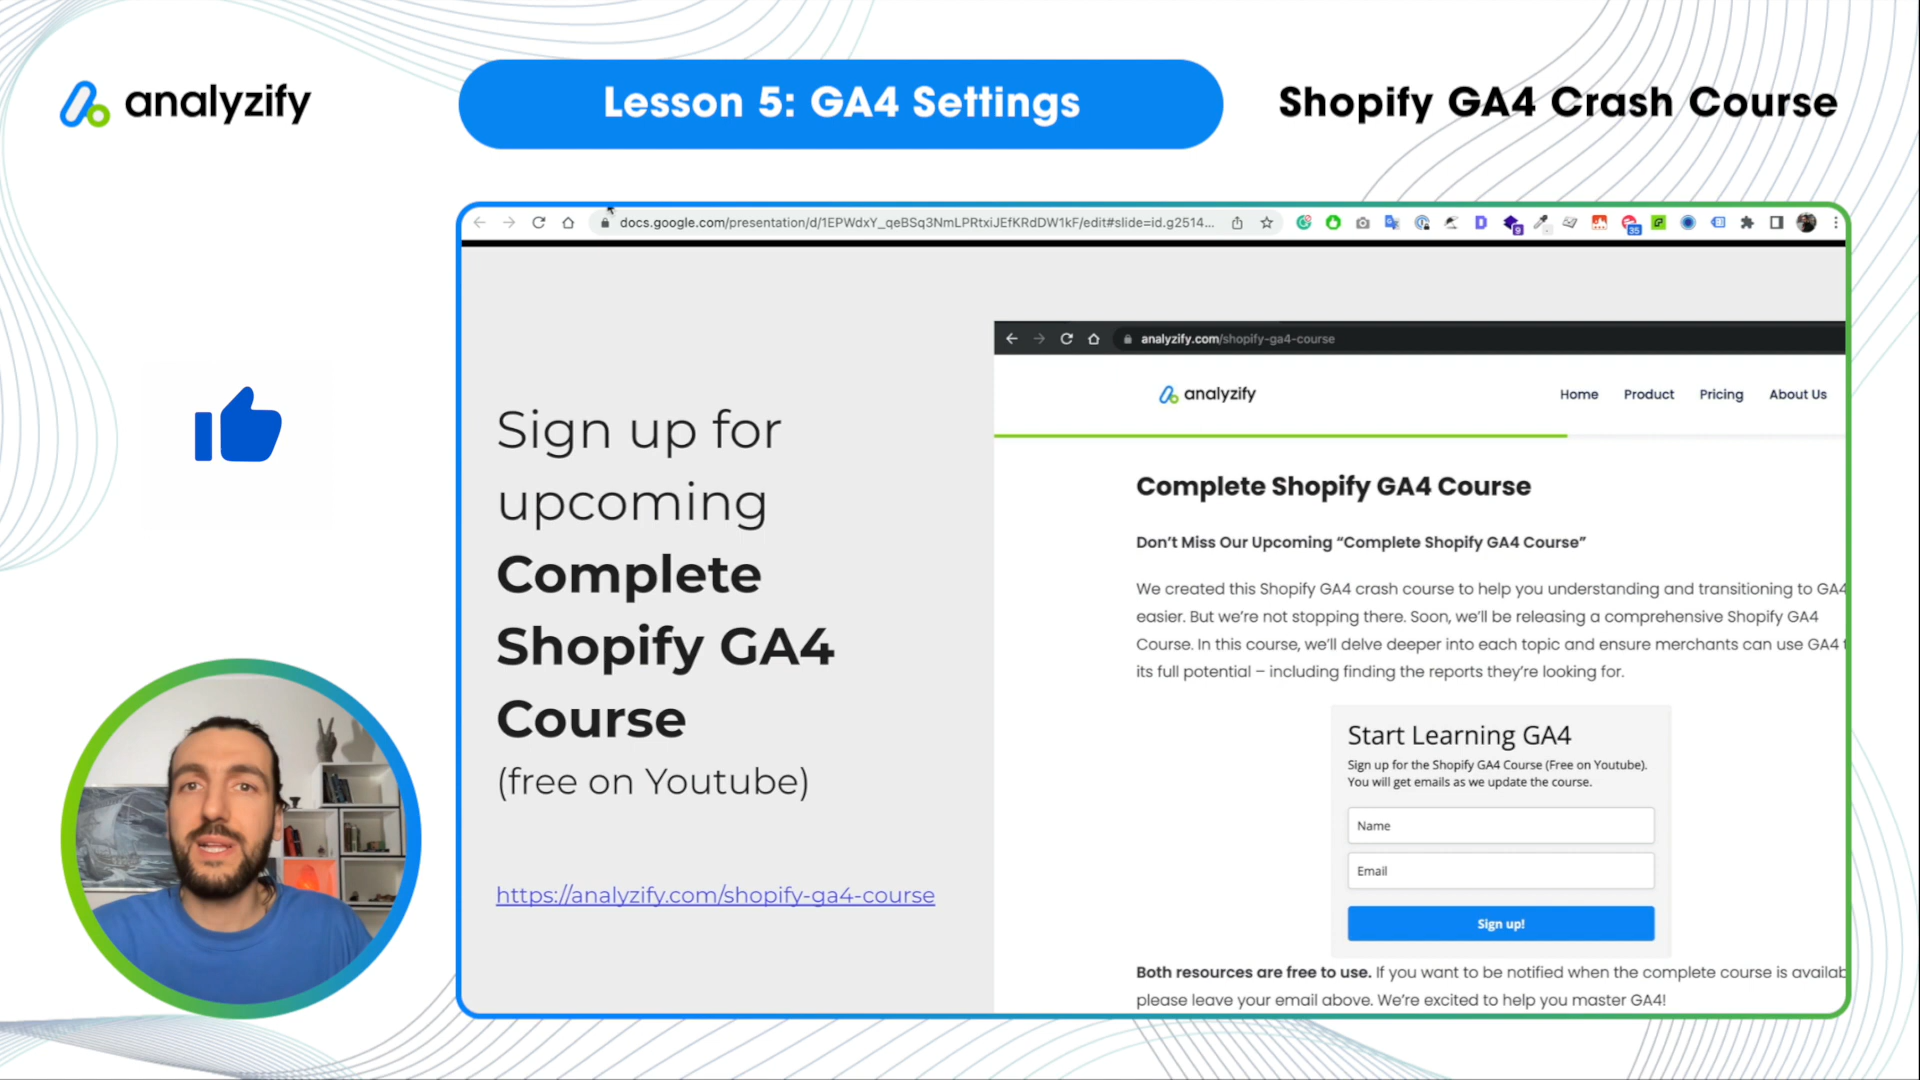 analyzify
Lesson 5: GA4 Settings
Shopify GA4 Crash Course
docs.google.com/presentation/d/1EPWdxY_qeBSq3NmLPRtxiJEfKRdDW1kF/edit#slide=id.g2514...
9
35
Sign up for
upcoming
Complete
Shopify GA4
Course
(free on Youtube)
https://analyzify.com/shopify-ga4-course
analyzify.com/shopify-ga4-course
analyzify
Home Product Pricing About Us
Complete Shopify GA4 Course
Don't Miss Our Upcoming “Complete Shopify GA4 Course”
We created this Shopify GA4 crash course to help you understanding and transitioning to GA4
easier. But we're not stopping there. Soon, we'll be releasing a comprehensive Shopify GA4
Course. In this course, we'll delve deeper into each topic and ensure merchants can use GA4
its full potential – including finding the reports they're looking for.
Start Learning GA4
Sign up for the Shopify GA4 Course (Free on Youtube).
You will get emails as we update the course.
Name
Email
Sign up!
Both resources are free to use. If you want to be notified when the complete course is availab
please leave your email above. We're excited to help you master GA4!